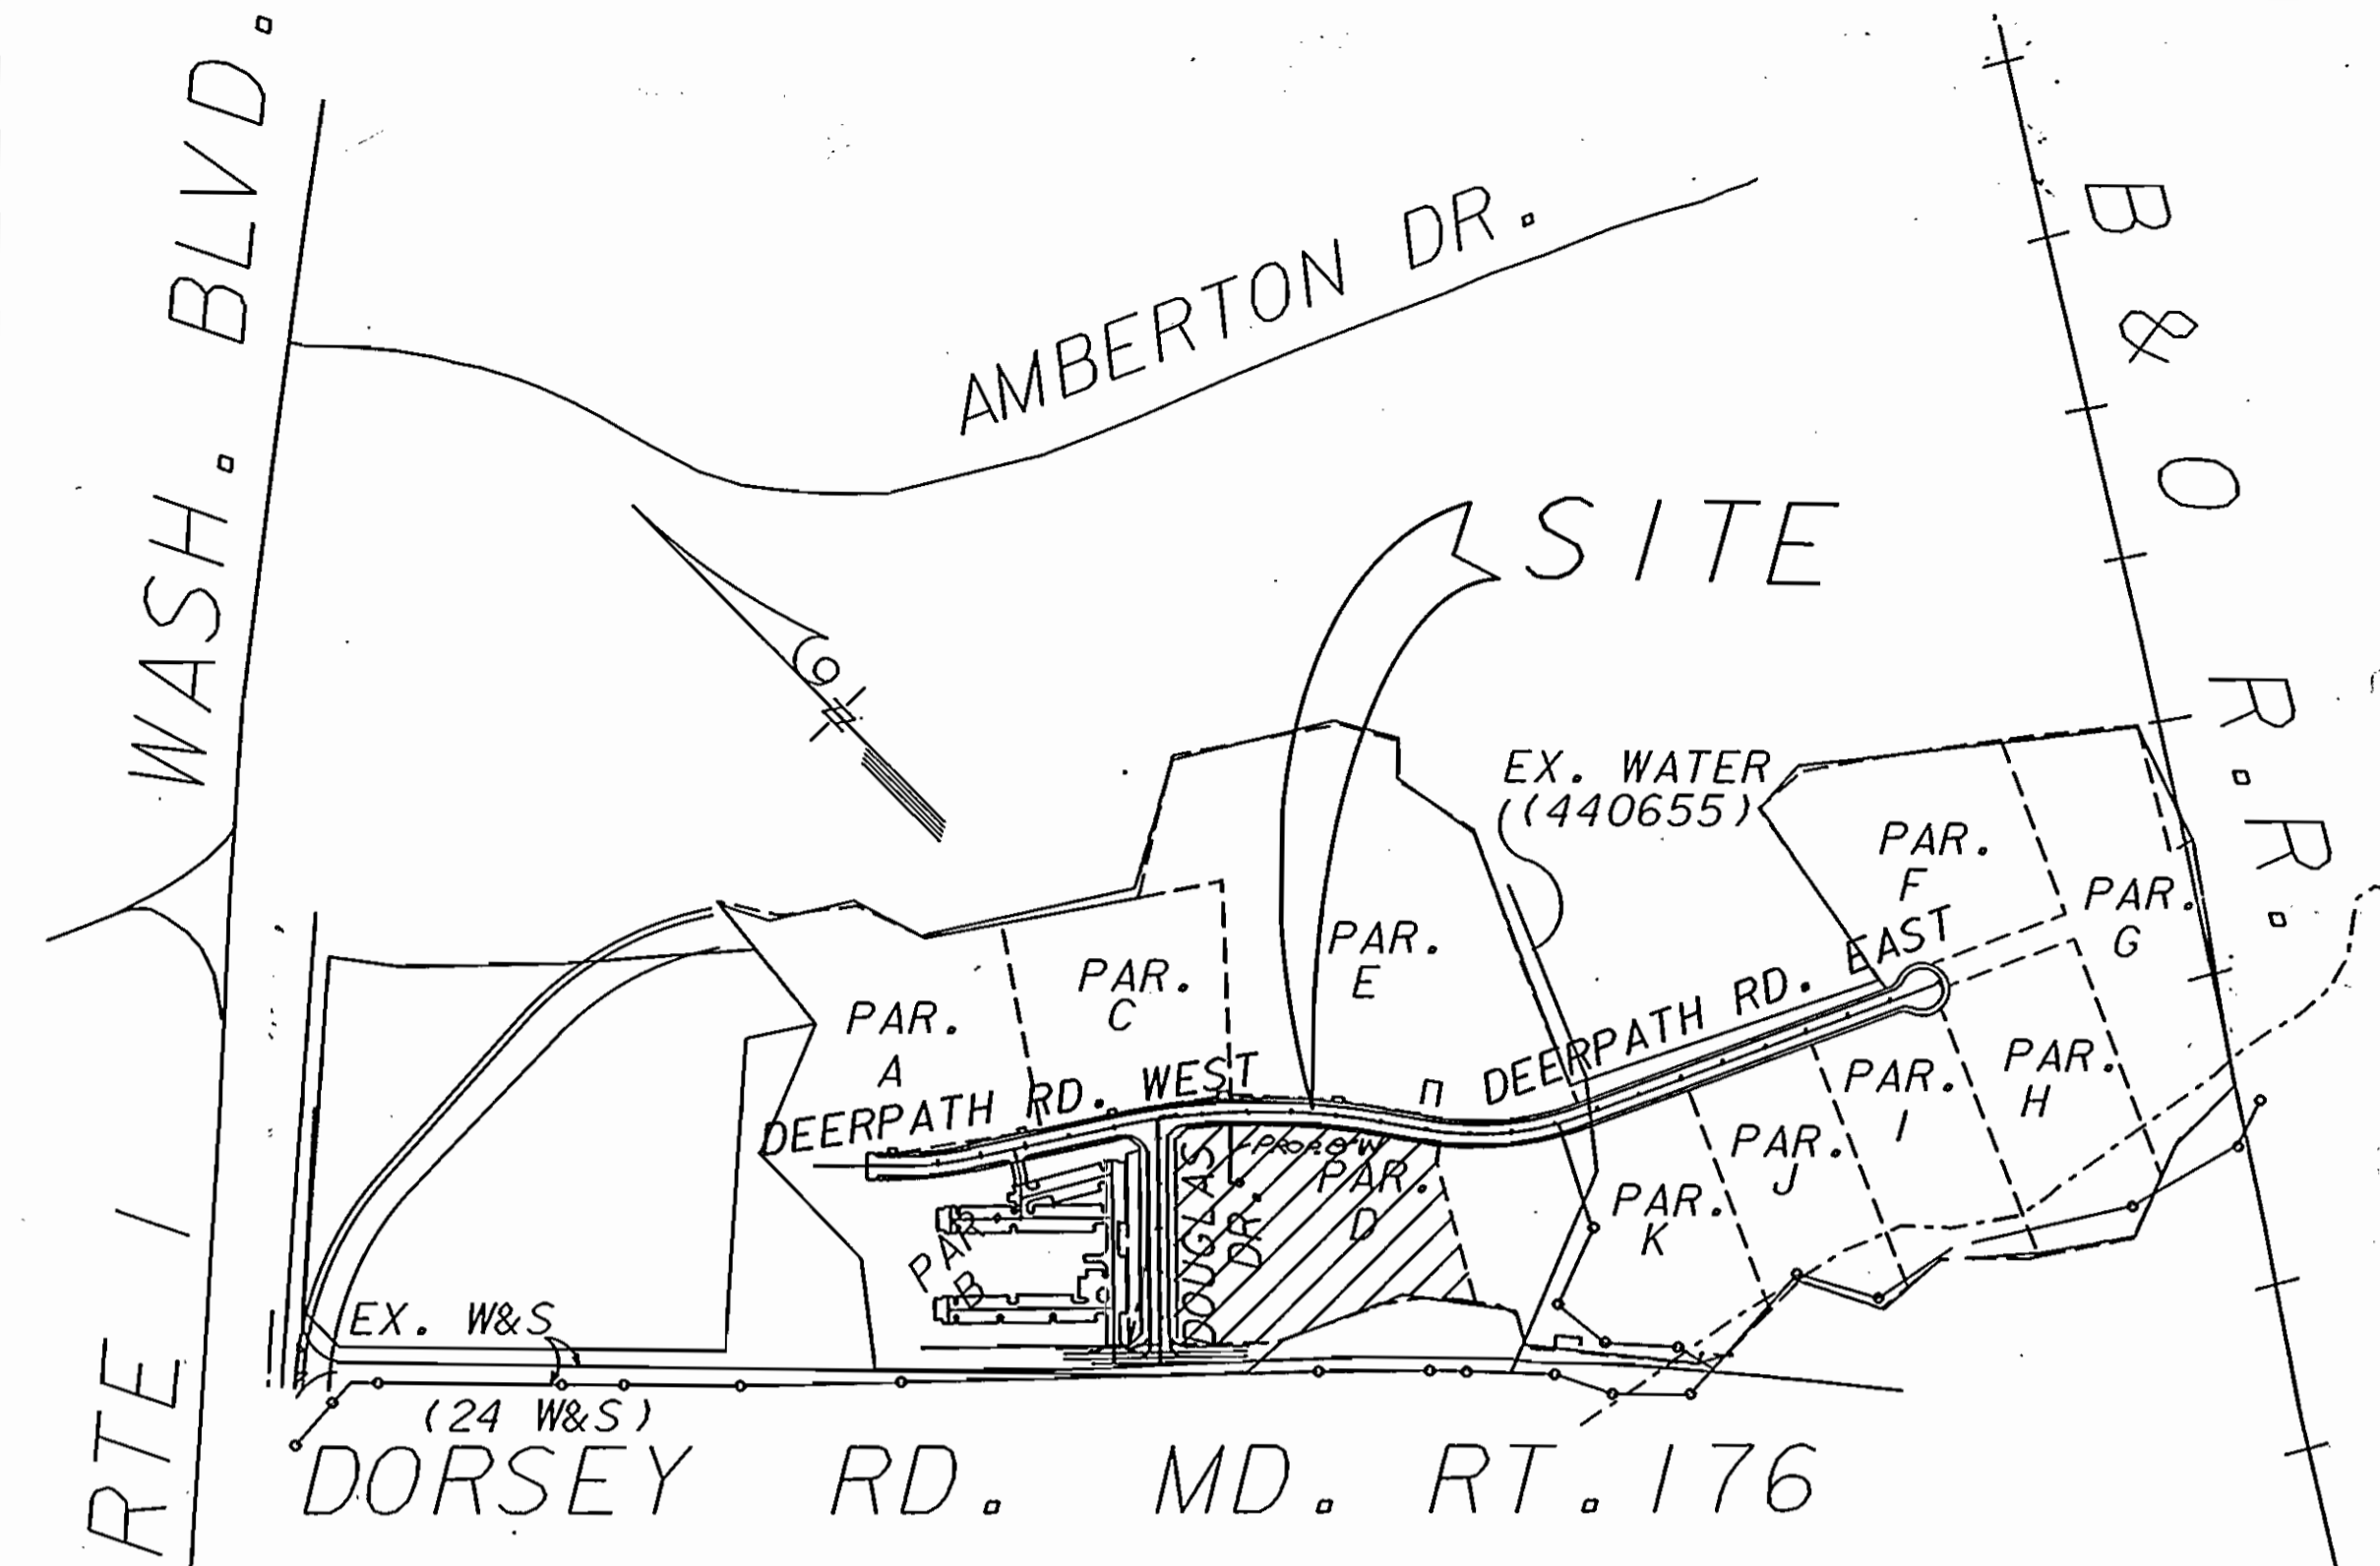 RTE 1 WASH. BLVD.
AMBERTON DR.
B & O R.R.
SITE
EX. WATER
(440655)
PAR.
F
PAR.
G
PAR.
E
PAR.
C
PAR.
A
DEERPATH RD. WEST
DEERPATH RD. EAST
PAR.
H
PAR.
I
PAR.
J
PAR.
K
PAR.
D
PAR
B
DOUGLAS
DR.
EX. W&S
(24 W&S)
DORSEY RD. MD. RT. 176